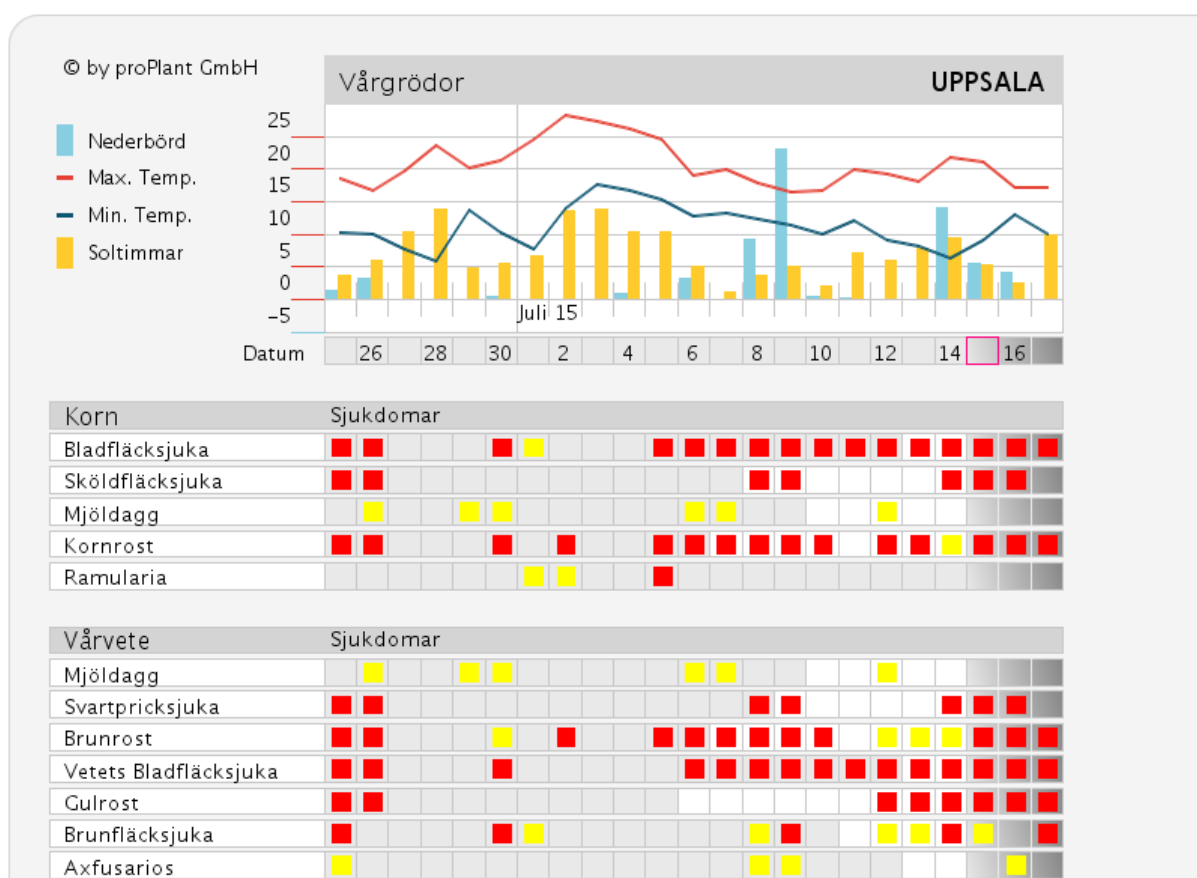 © by proPlant GmbH
Vårgrödor UPPSALA
Nederbörd
Max. Temp.
Min. Temp.
Soltimmar
25
20
15
10
5
0
-5
Juli 15
Datum 26 28 30 2 4 6 8 10 12 14 16
Korn Sjukdomar
Bladfläcksjuka
Sköldfläcksjuka
Mjöldagg
Kornrost
Ramularia
Vårvete Sjukdomar
Mjöldagg
Svartpricksjuka
Brunrost
Vetets Bladfläcksjuka
Gulrost
Brunfläcksjuka
Axfusarios